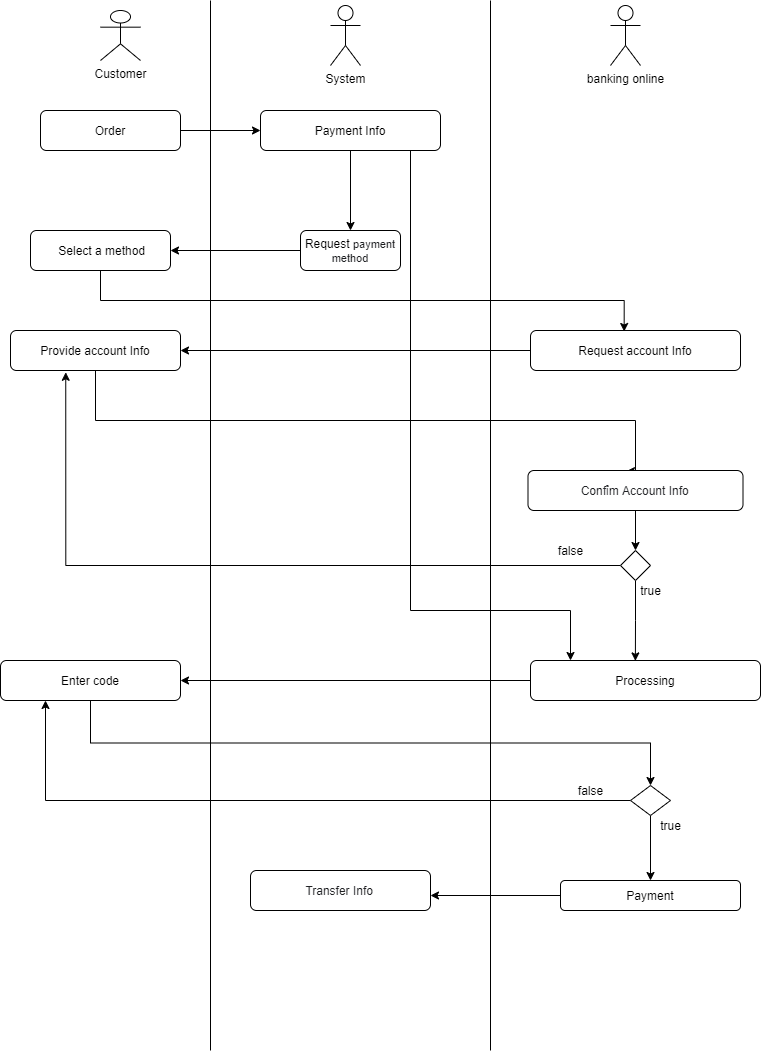 Customer
System
banking online
Order
Payment Info
Select a method
Request payment
method
Provide account Info
Request account Info
Confim Account Info
false
true
Enter code
Processing
false
true
Transfer Info
Payment